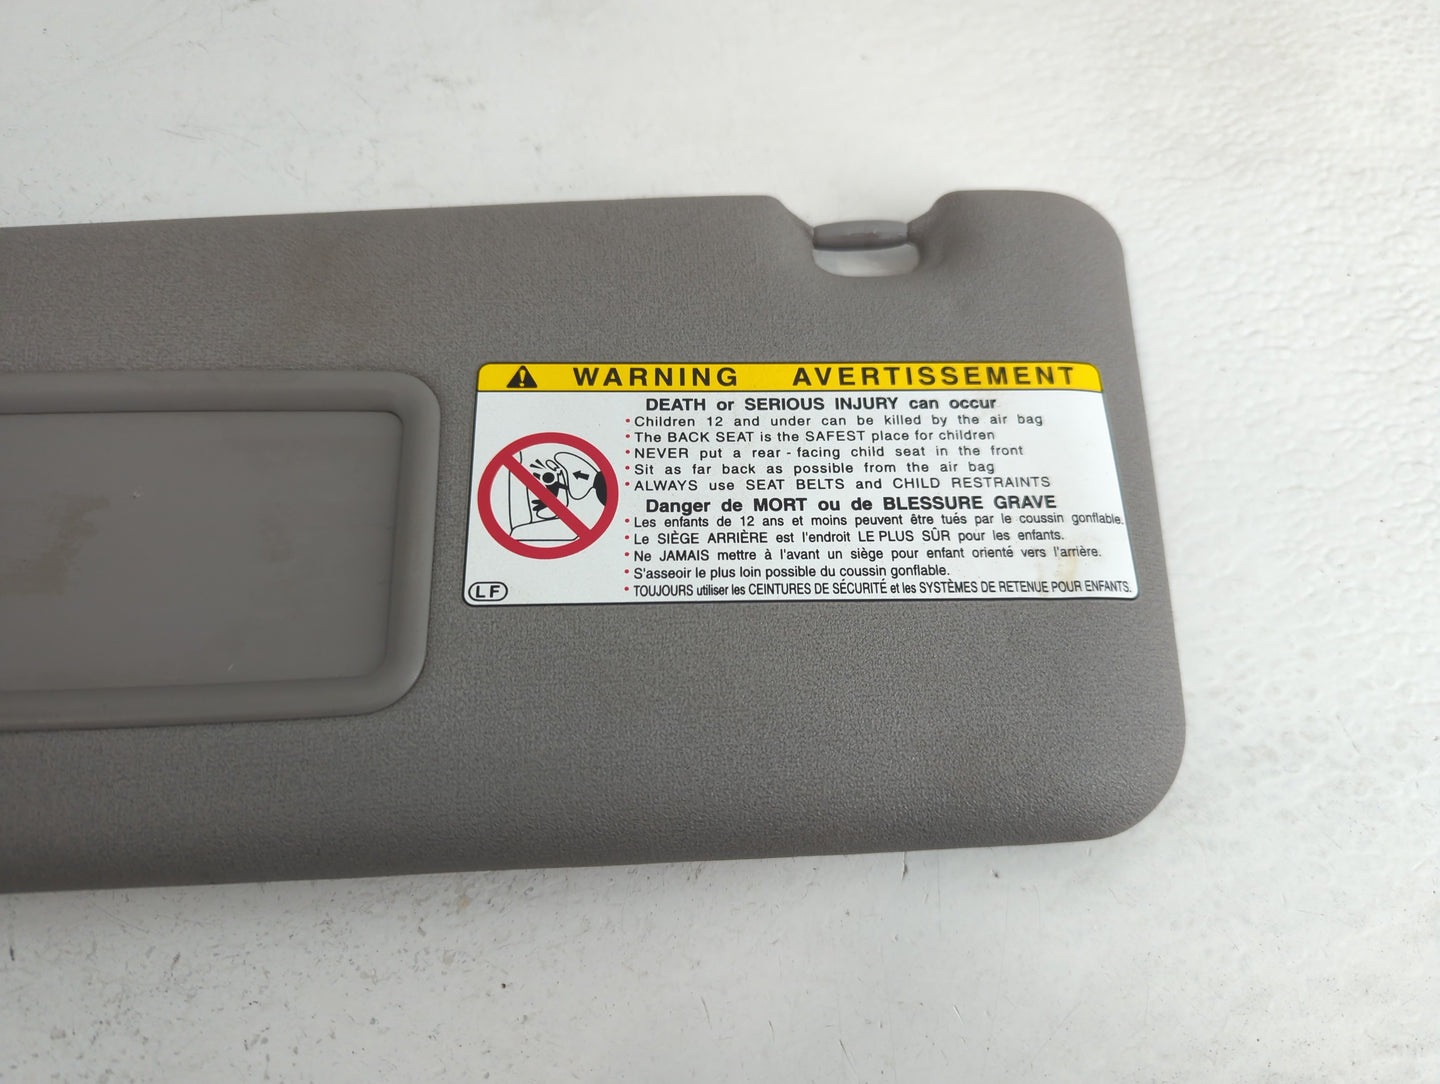 WARNING AVERTISSEMENT
DEATH or SERIOUS INJURY can occur
• Children 12 and under can be killed by the air bag
• The BACK SEAT is the SAFEST place for children
• NEVER put a rear - facing child seat in the front
• Sit as far back as possible from the air bag
• ALWAYS use SEAT BELTS and CHILD RESTRAINTS
Danger de MORT ou de BLESSURE GRAVE
• Les enfants de 12 ans et moins peuvent être tués par le coussin gonflable.
• Le SIÈGE ARRIÈRE est l'endroit LE PLUS SÛR pour les enfants.
• Ne JAMAIS mettre à l'avant un siège pour enfant orienté vers l'arrière.
• S'asseoir le plus loin possible du coussin gonflable.
• TOUJOURS utiliser les CEINTURES DE SÉCURITÉ et les SYSTÈMES DE RETENUE POUR ENFANTS.
LF